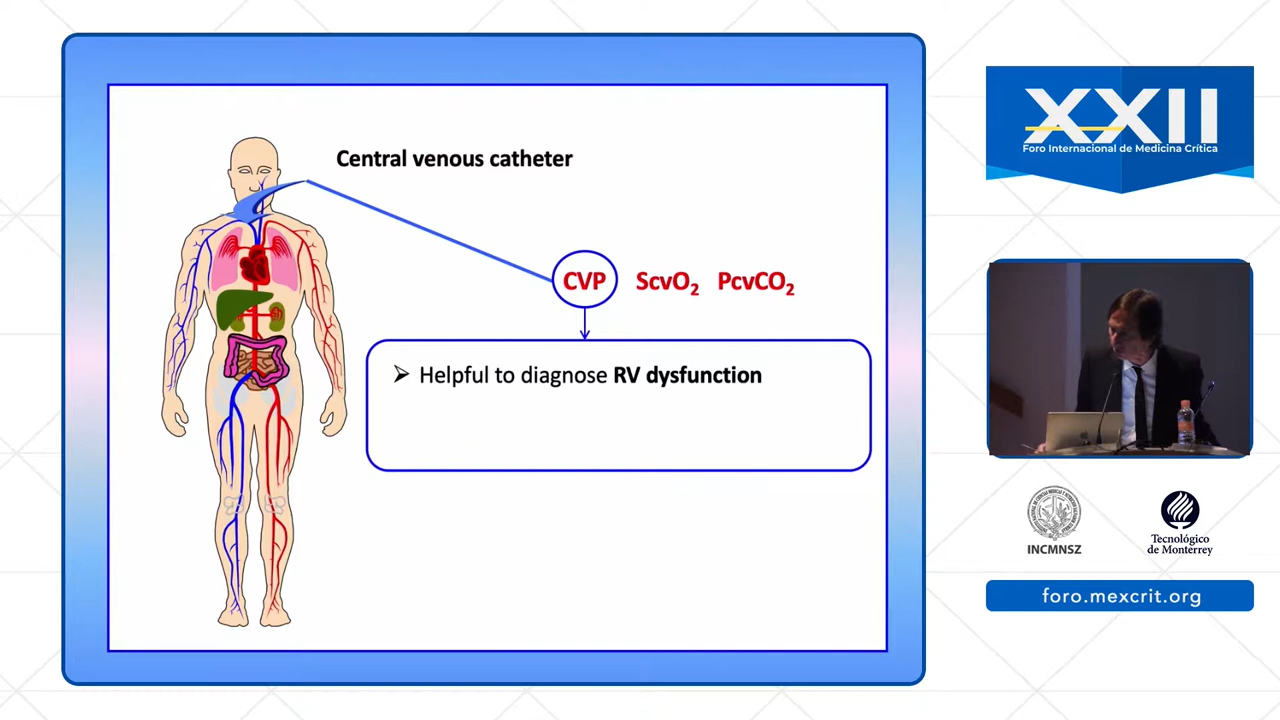 Central venous catheter
CVP ScvO₂ PcvCO₂
➢ Helpful to diagnose RV dysfunction
XXII
Foro Internacional de Medicina Crítica
INCMNSZ
Tecnológico
de Monterrey
foro.mexcrit.org